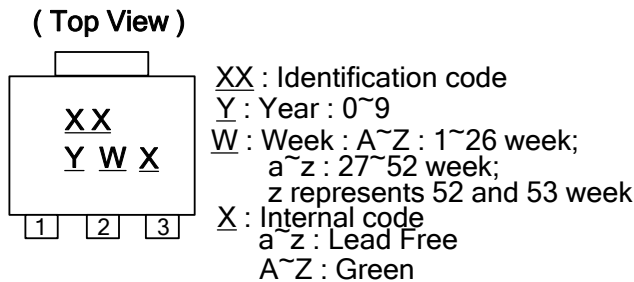 ( Top View )
XX
Y W X
1 2 3
XX : Identification code
Y : Year : 0~9
W : Week : A~Z : 1~26 week;
a~z : 27~52 week;
z represents 52 and 53 week
X : Internal code
a~z : Lead Free
A~Z : Green